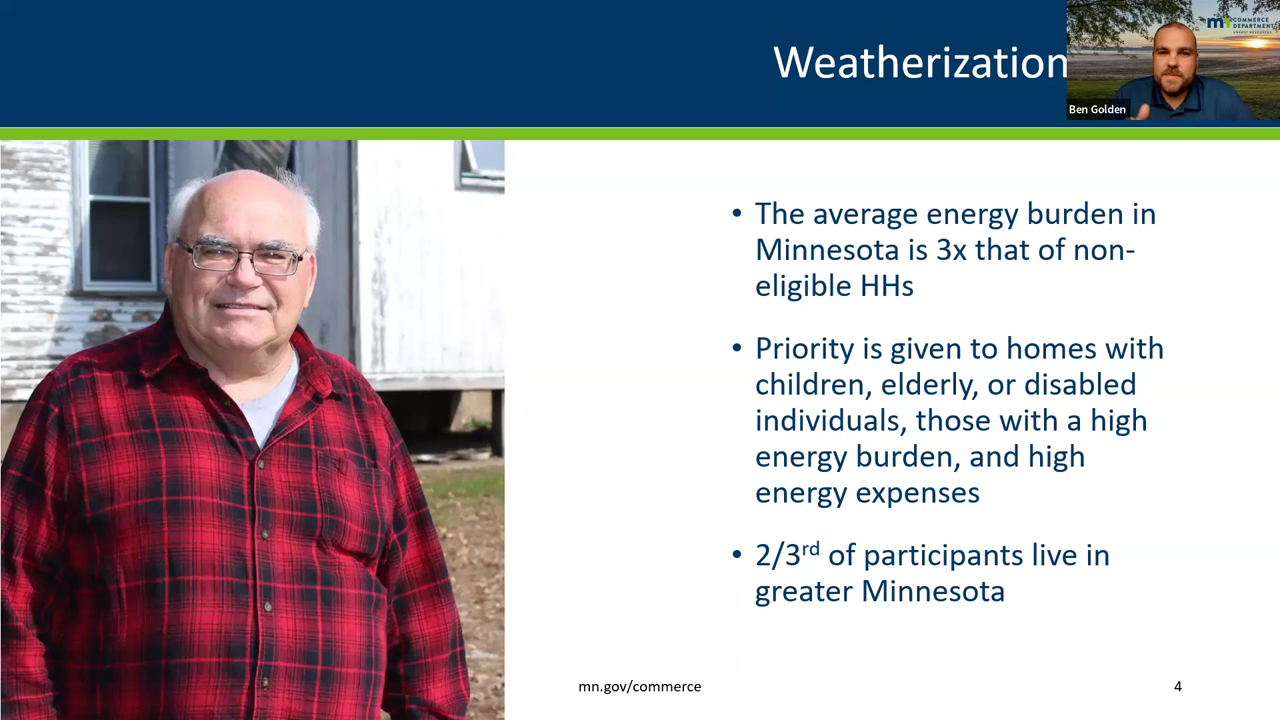 Weatherization
m
COMMERCE
DEPARTMENT
ENERGY RESOURCES
Ben Golden
• The average energy burden in
Minnesota is 3x that of non-
eligible HHs
• Priority is given to homes with
children, elderly, or disabled
individuals, those with a high
energy burden, and high
energy expenses
• 2/3rd of participants live in
greater Minnesota
mn.gov/commerce
4